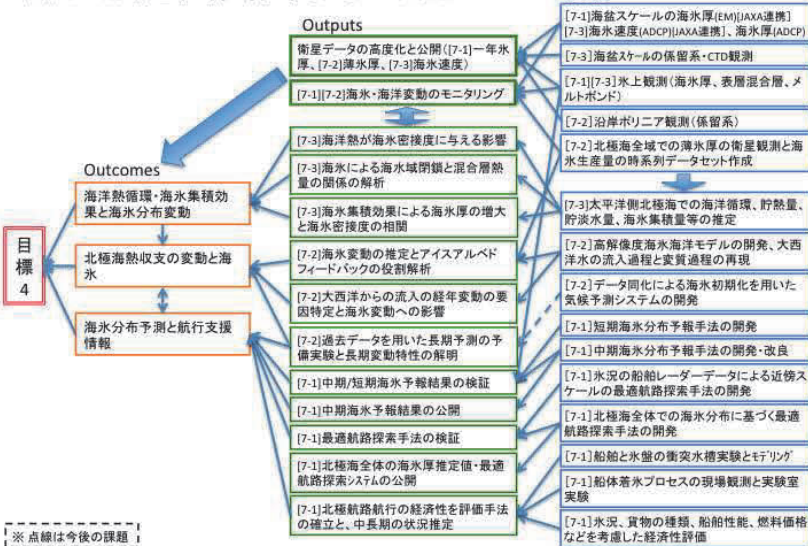 Outputs
衛星データの高度化と公開([7-1]一年氷
厚、[7-2]薄氷厚、[7-3]海氷速度)
[7-1][7-2]海氷・海洋変動のモニタリング
[7-3]海洋熱が海氷密接度に与える影響
[7-3]海氷による海水域閉鎖と混合層熱
量の関係の解析
[7-3]海氷集積効果による海氷厚の増大
と海氷密接度の相関
[7-2]海氷変動の推定とアイスアルベド
フィードバックの役割解析
[7-2]大西洋からの流入の経年変動の要
因特定と海氷変動への影響
[7-2]過去データを用いた長期予測の予
備実験と長期変動特性の解明
[7-1]中期/短期海氷予報結果の検証
[7-1]中期海氷予報結果の公開
[7-1]最適航路探索手法の検証
[7-1]北極海全体の海氷厚推定値・最適
航路探索システムの公開
[7-1]北極航路航行の経済性を評価手法
の確立と、中長期の状況推定
Outcomes
海洋熱循環・海氷集積効
果と海氷分布変動
北極海熱収支の変動と海
氷
海氷分布予測と航行支援
情報
目
標
4
[7-1]海盆スケールの海氷厚(EM)[JAXA連携]
[7-3]海氷速度(ADCP)[JAXA連携]、海氷厚(ADCP)
[7-3]海盆スケールの係留系・CTD観測
[7-1][7-3]氷上観測(海氷厚、表層混合層、メ
ルトポンド)
[7-2]沿岸ポリニア観測(係留系)
[7-2]北極海全域での薄氷厚の衛星観測と海
氷生産量の時系列データセット作成
[7-3]太平洋側北極海での海洋循環、貯熱量、
貯淡水量、海氷集積量等の推定
[7-2]高解像度海氷海洋モデルの開発、大西
洋水の流入過程と変質過程の再現
[7-2]データ同化による海氷初期化を用いた
気候予測システムの開発
[7-1]短期海氷分布予報手法の開発
[7-1]中期海氷分布予報手法の開発・改良
[7-1]氷況の船舶レーダーデータによる近傍ス
ケールの最適航路探索手法の開発
[7-1]北極海全体での海氷分布に基づく最適
航路探索手法の開発
[7-1]船舶と氷盤の衝突水槽実験とモデリング
[7-1]船体着氷プロセスの現場観測と実験室
実験
[7-1]氷況、貨物の種類、船舶性能、燃料価格
などを考慮した経済性評価
※ 点線は今後の課題